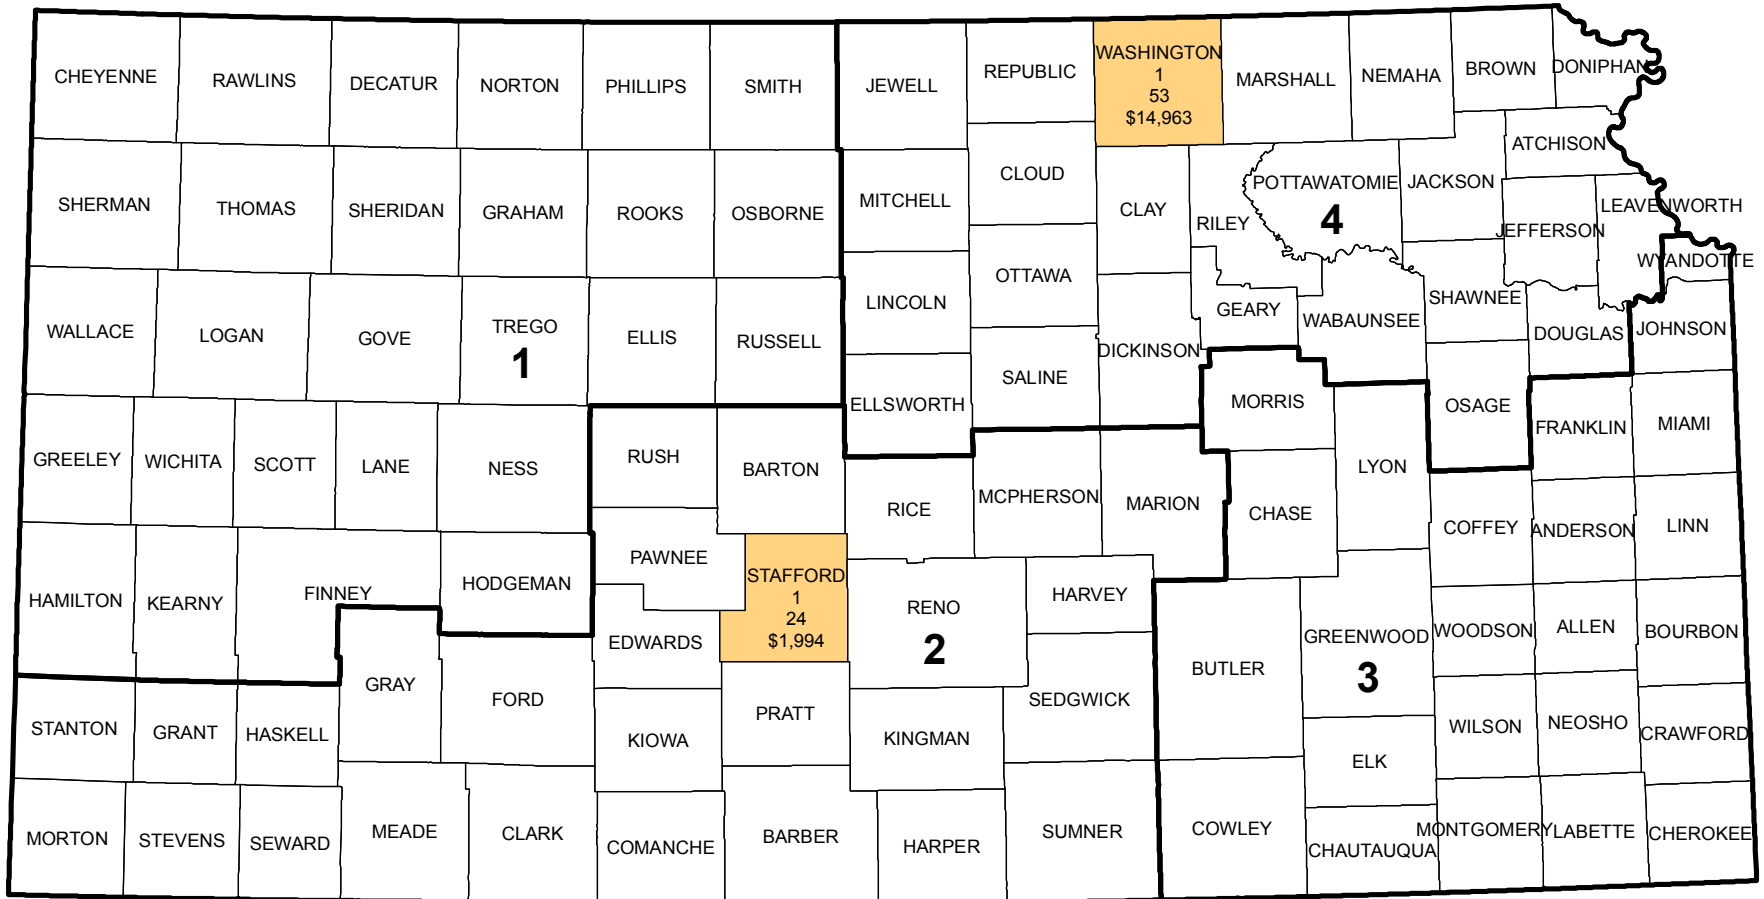 CHEYENNE
RAWLINS
DECATUR
NORTON
PHILLIPS
SMITH
JEWELL
REPUBLIC
WASHINGTON
1
53
$14,963
MARSHALL
NEMAHA
BROWN
DONIPHAN
SHERMAN
THOMAS
SHERIDAN
GRAHAM
ROOKS
OSBORNE
MITCHELL
CLOUD
CLAY
RILEY
POTTAWATOMIE
4
JACKSON
ATCHISON
JEFFERSON
LEAVENWORTH
WYANDOTTE
WALLACE
LOGAN
GOVE
TREGO
1
ELLIS
RUSSELL
LINCOLN
OTTAWA
DICKINSON
GEARY
WABAUNSEE
SHAWNEE
DOUGLAS
JOHNSON
ELLSWORTH
SALINE
MORRIS
OSAGE
FRANKLIN
MIAMI
GREELEY
WICHITA
SCOTT
LANE
NESS
RUSH
BARTON
RICE
MCPHERSON
MARION
CHASE
LYON
COFFEY
ANDERSON
LINN
HAMILTON
KEARNY
FINNEY
HODGEMAN
PAWNEE
STAFFORD
1
24
$1,994
EDWARDS
RENO
2
HARVEY
BUTLER
GREENWOOD
3
WOODSON
ALLEN
BOURBON
STANTON
GRANT
HASKELL
GRAY
FORD
KIOWA
PRATT
KINGMAN
SEDGWICK
ELK
WILSON
NEOSHO
CRAWFORD
MORTON
STEVENS
SEWARD
MEADE
CLARK
COMANCHE
BARBER
HARPER
SUMNER
COWLEY
CHAUTAUQUA
MONTGOMERY
LABETTE
CHEROKEE